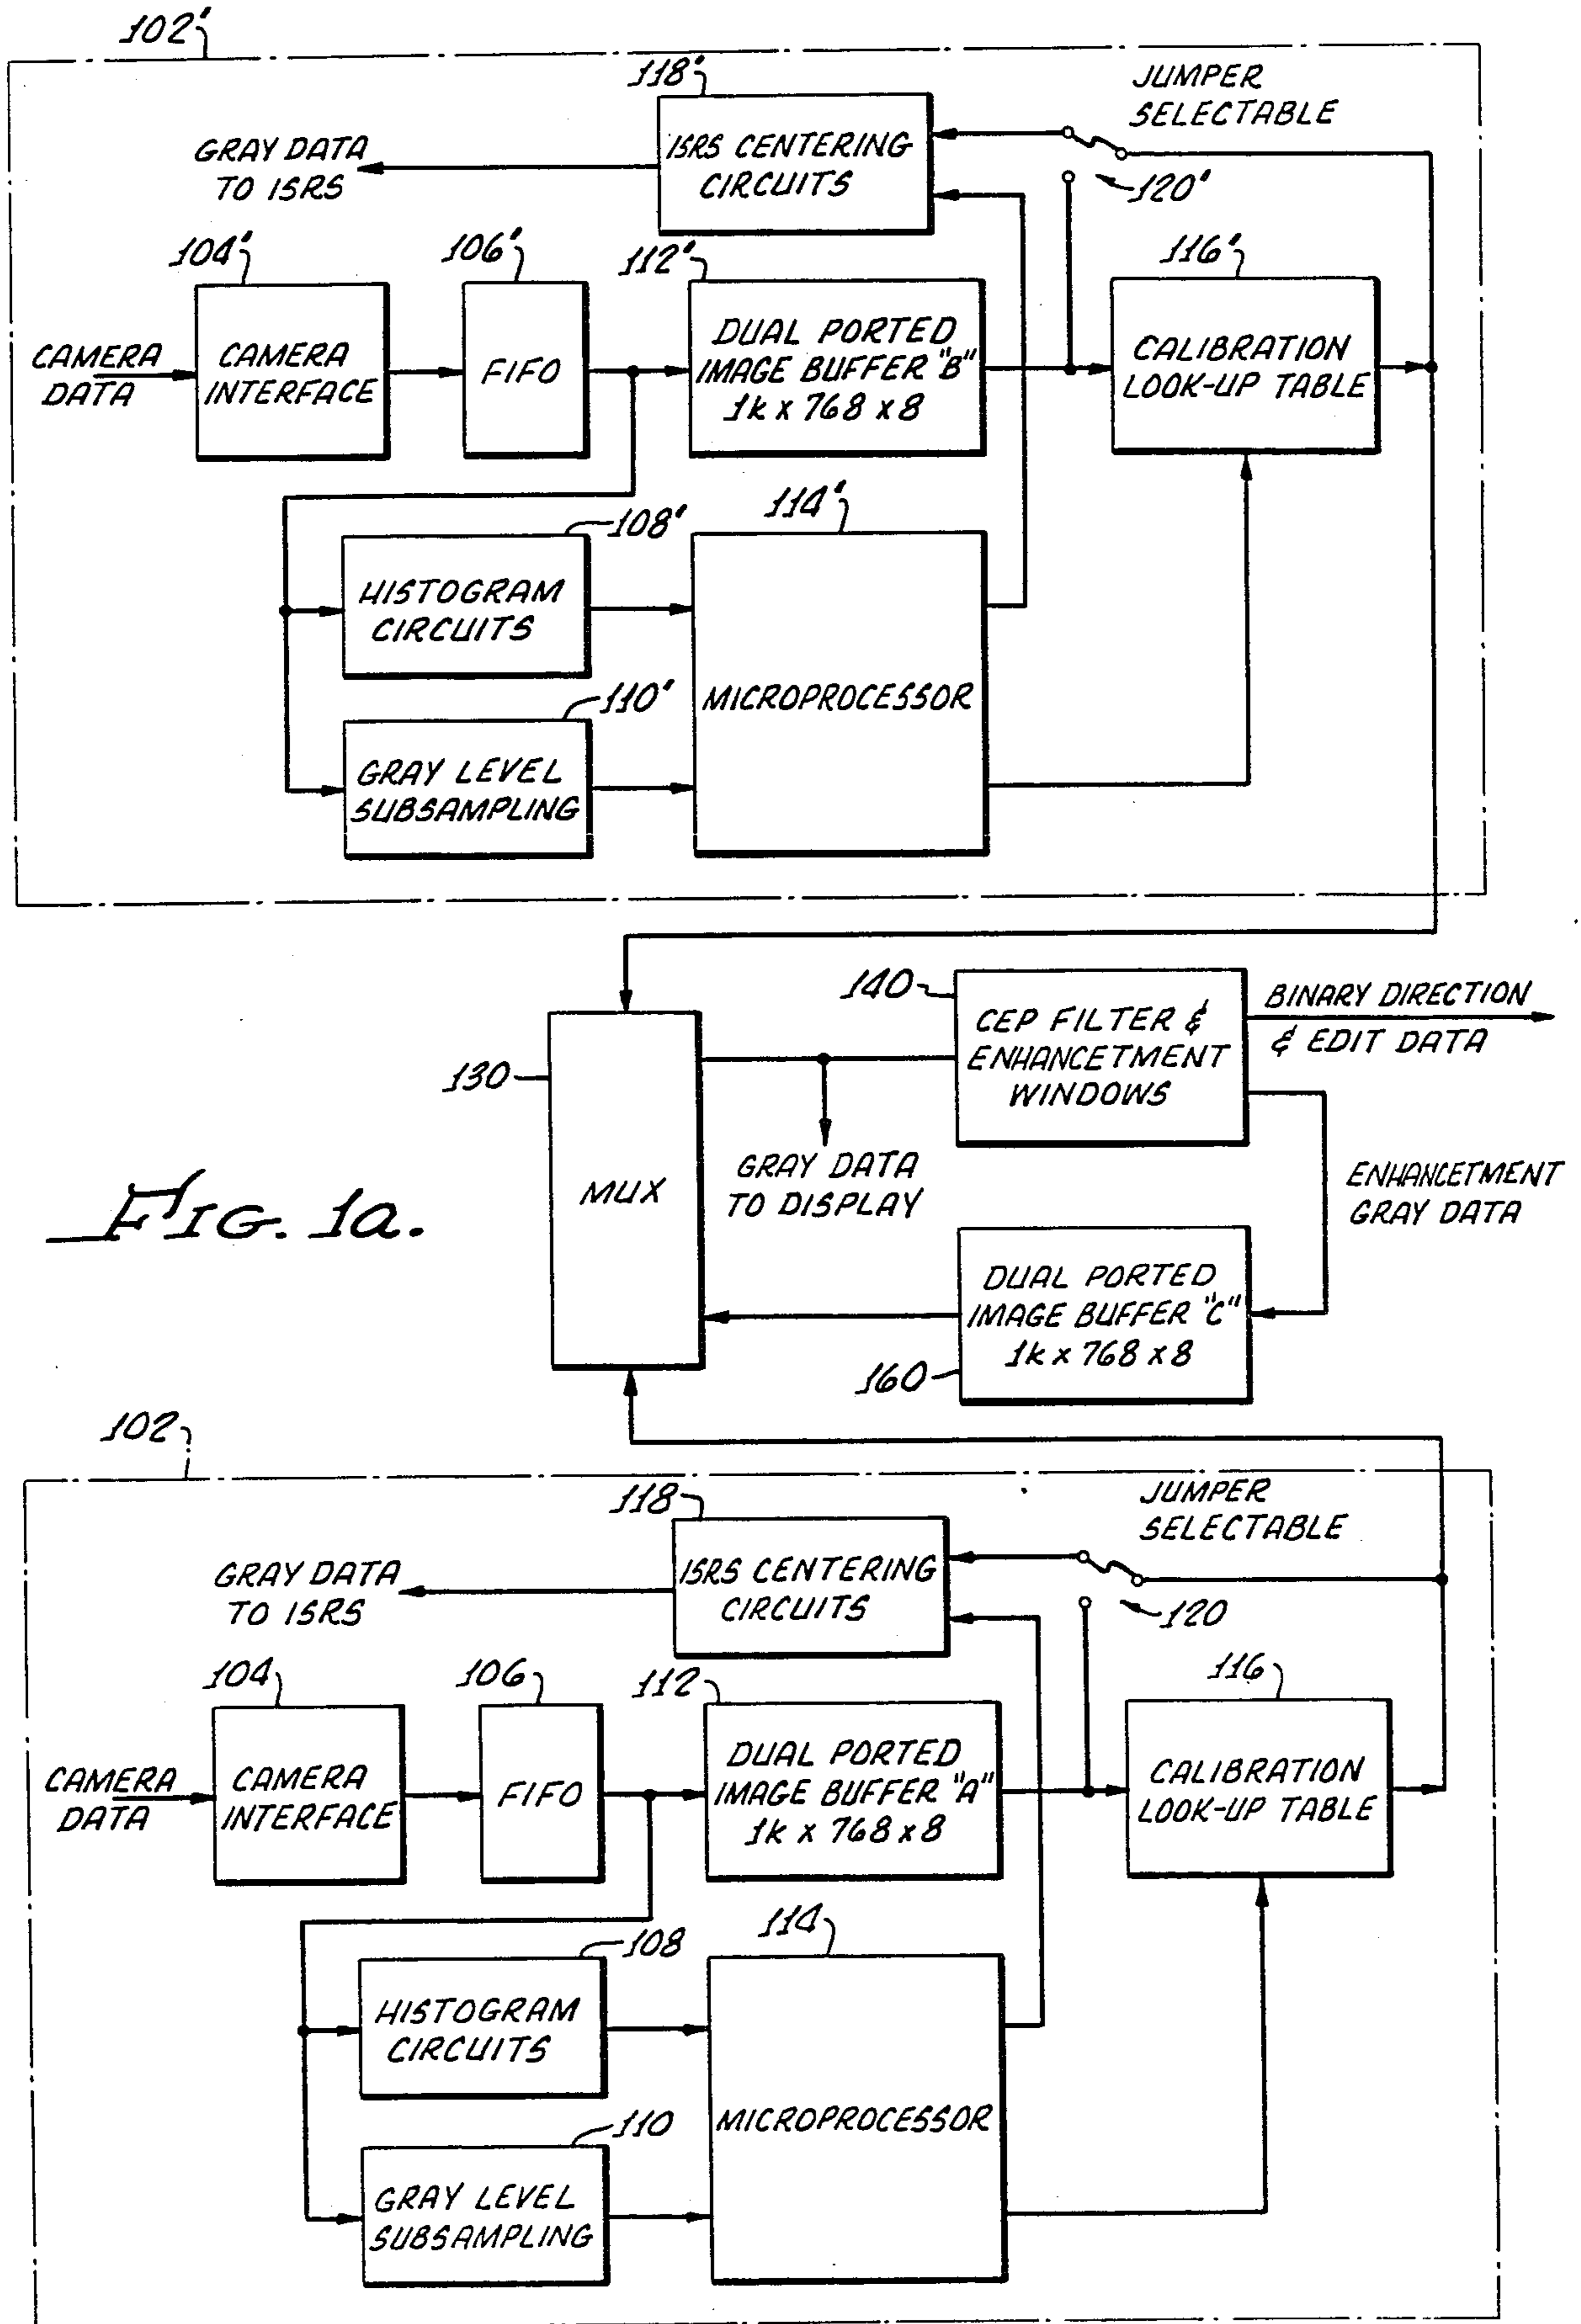 102'
118'
JUMPER
SELECTABLE
GRAY DATA
TO ISRS
ISRS CENTERING
CIRCUITS
120'
104'
106'
112'
116'
CAMERA
DATA
CAMERA
INTERFACE
FIFO
DUAL PORTED
IMAGE BUFFER "B"
1k x 768 x 8
CALIBRATION
LOOK-UP TABLE
108'
114'
HISTOGRAM
CIRCUITS
110'
MICROPROCESSOR
GRAY LEVEL
SUBSAMPLING
140
CEP FILTER &
ENHANCETMENT
WINDOWS
BINARY DIRECTION
& EDIT DATA
130
MUX
GRAY DATA
TO DISPLAY
ENHANCETMENT
GRAY DATA
FIG. 1a.
DUAL PORTED
IMAGE BUFFER "C"
1k x 768 x 8
160
102
118
JUMPER
SELECTABLE
GRAY DATA
TO ISRS
ISRS CENTERING
CIRCUITS
120
104
106
112
116
CAMERA
DATA
CAMERA
INTERFACE
FIFO
DUAL PORTED
IMAGE BUFFER "A"
1k x 768 x 8
CALIBRATION
LOOK-UP TABLE
108
114
HISTOGRAM
CIRCUITS
110
MICROPROCESSOR
GRAY LEVEL
SUBSAMPLING